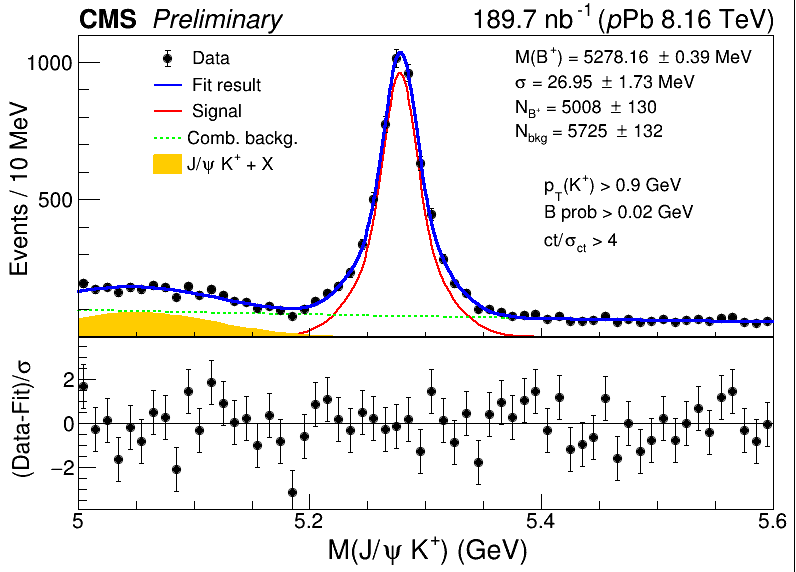 CMS Preliminary 189.7 nb⁻¹ (pPb 8.16 TeV)
Events / 10 MeV
1000
500
Data
Fit result
Signal
Comb. backg.
J/ψ K⁺ + X
M(B⁺) = 5278.16 ± 0.39 MeV
σ = 26.95 ± 1.73 MeV
N_B⁺ = 5008 ± 130
N_bkg = 5725 ± 132
p_T(K⁺) > 0.9 GeV
B prob > 0.02 GeV
ct/σ_ct > 4
(Data-Fit)/σ
2
0
−2
5 5.2 5.4 5.6
M(J/ψ K⁺) (GeV)